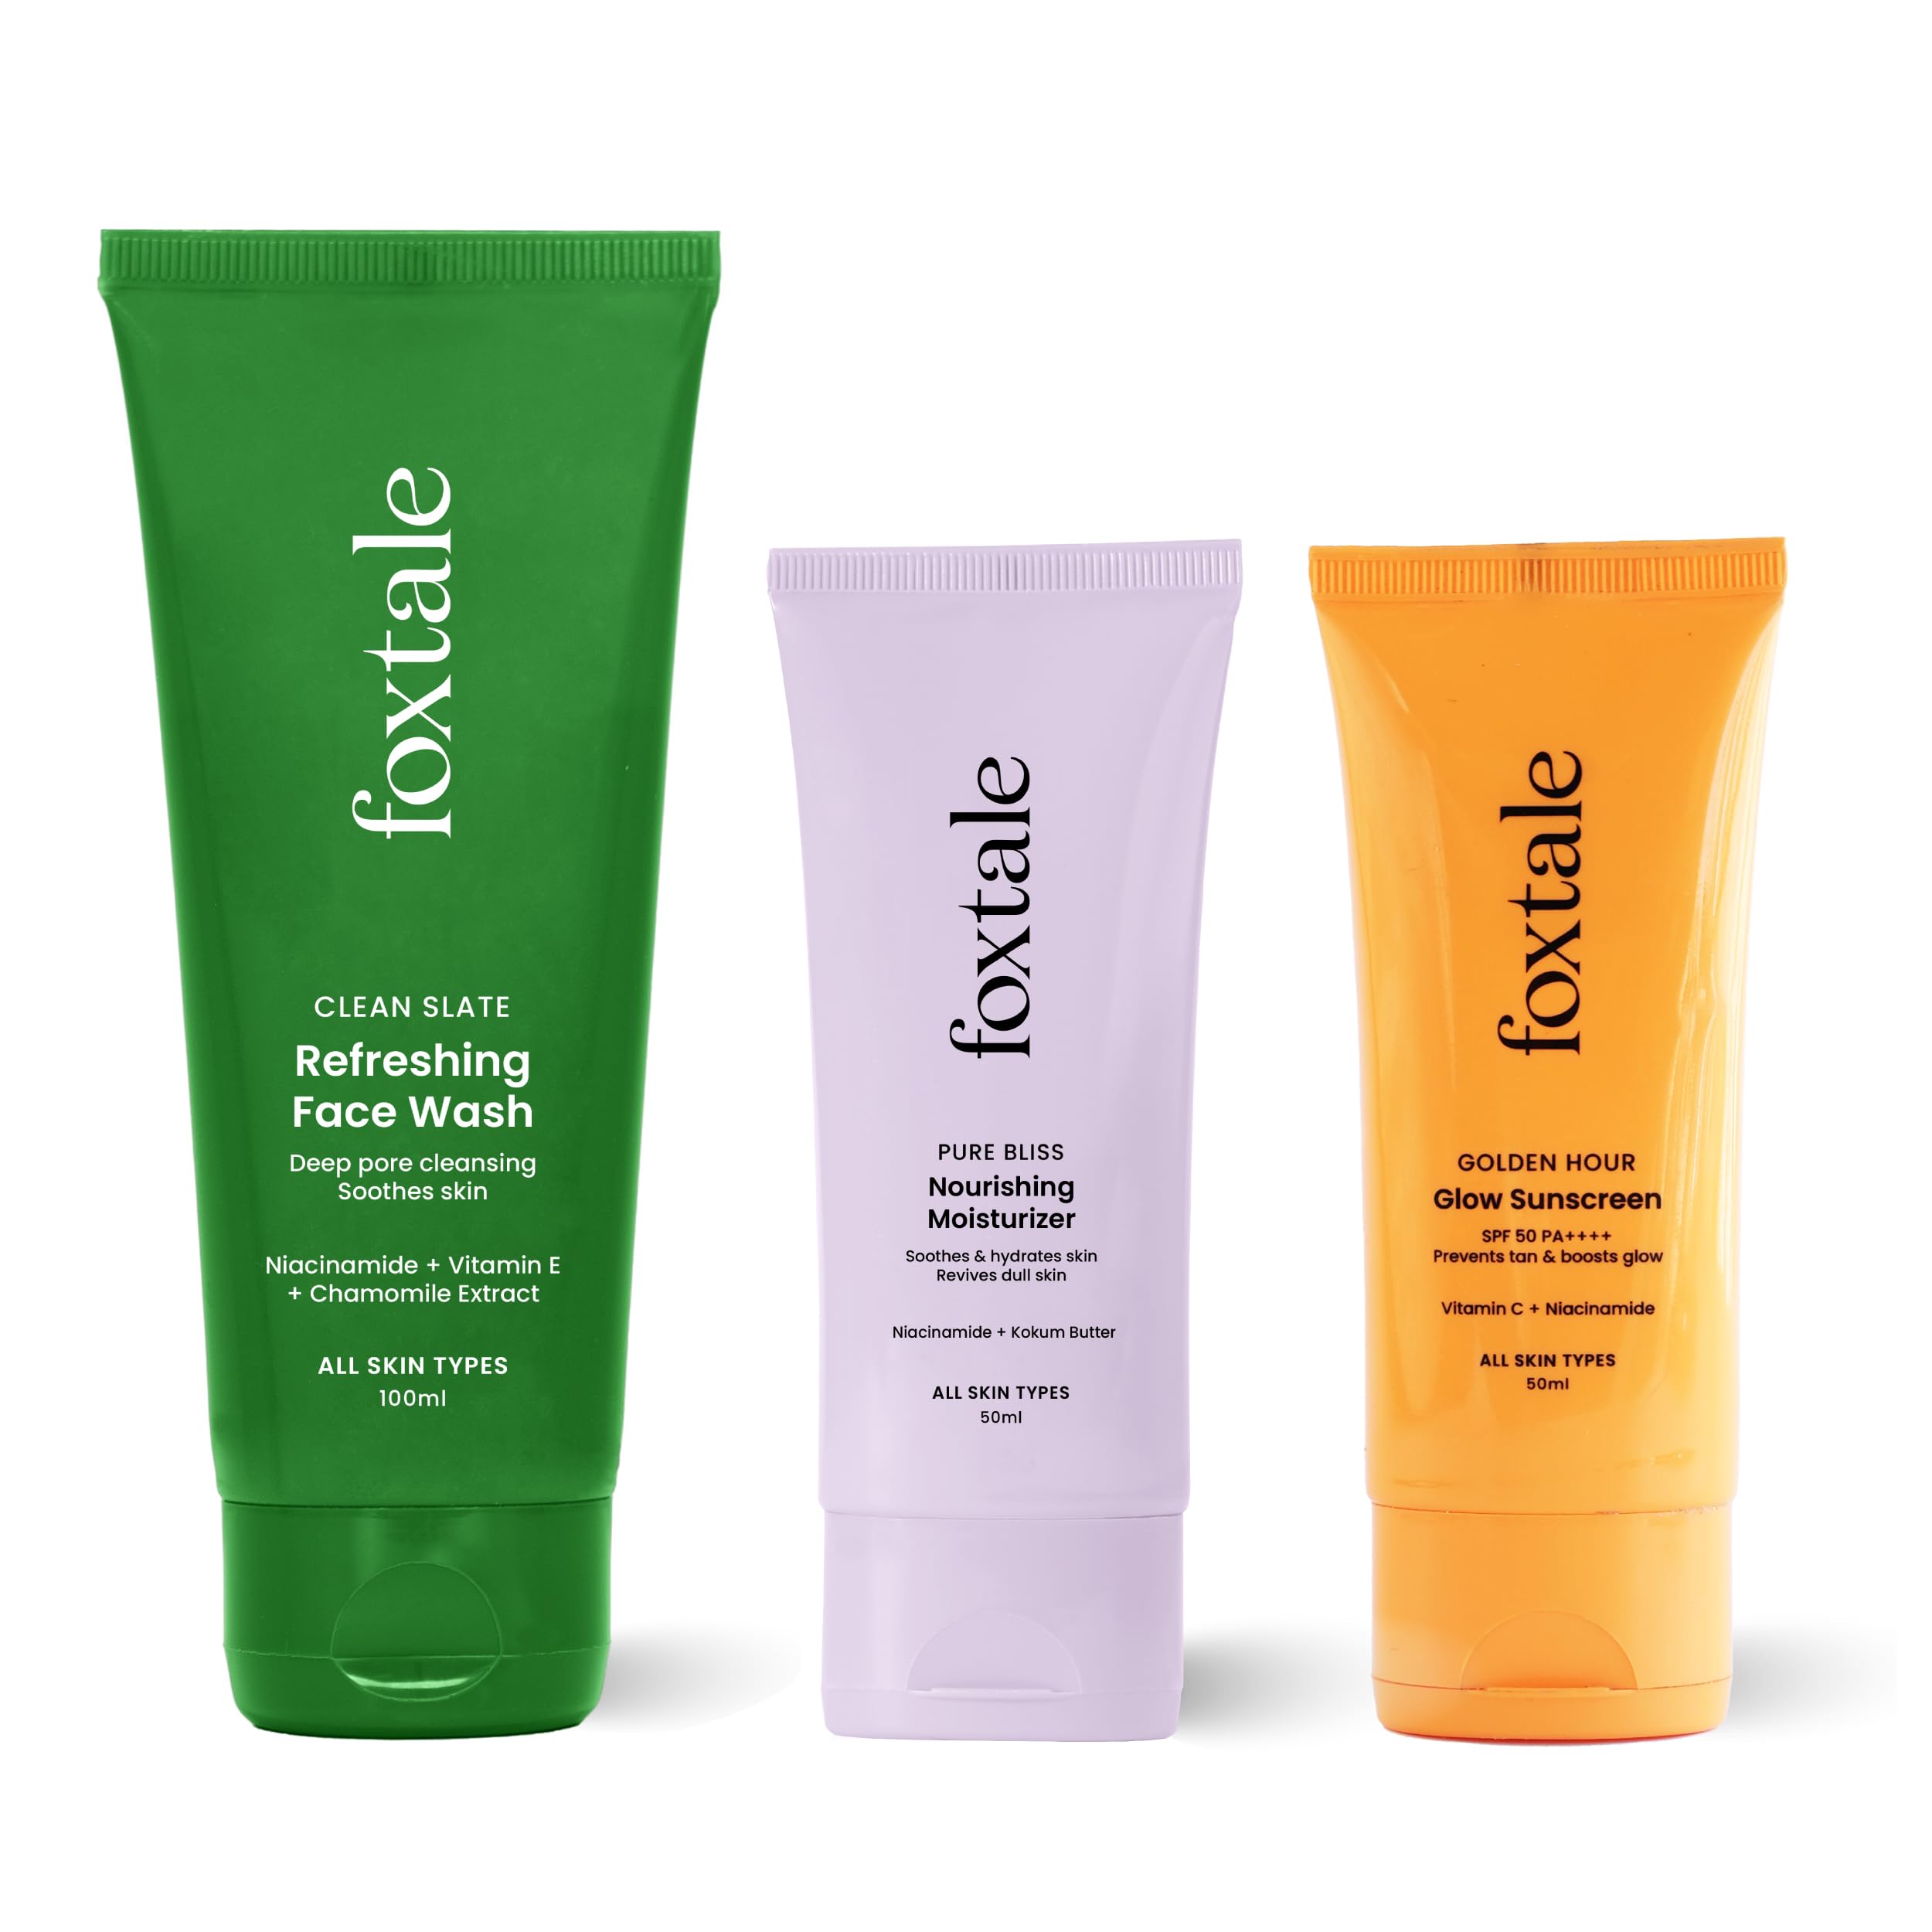 foxtale
CLEAN SLATE
Refreshing
Face Wash
Deep pore cleansing
Soothes skin
Niacinamide + Vitamin E
+ Chamomile Extract
ALL SKIN TYPES
100ml
foxtale
PURE BLISS
Nourishing
Moisturizer
Soothes & hydrates skin
Revives dull skin
Niacinamide + Kokum Butter
ALL SKIN TYPES
50ml
foxtale
GOLDEN HOUR
Glow Sunscreen
SPF 50 PA++++
Prevents tan & boosts glow
Vitamin C + Niacinamide
ALL SKIN TYPES
50ml